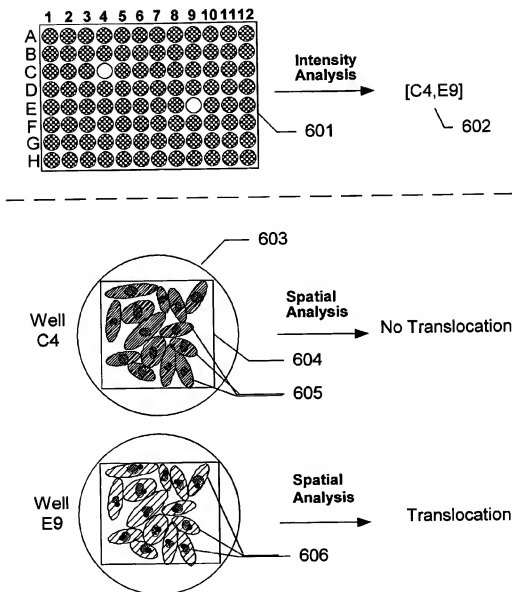 1 2 3 4 5 6 7 8 9 10 11 12
A
B
C
D
E
F
G
H
Intensity
Analysis
[C4,E9]
601
602
603
Well
C4
Spatial
Analysis
No Translocation
604
605
Well
E9
Spatial
Analysis
Translocation
606